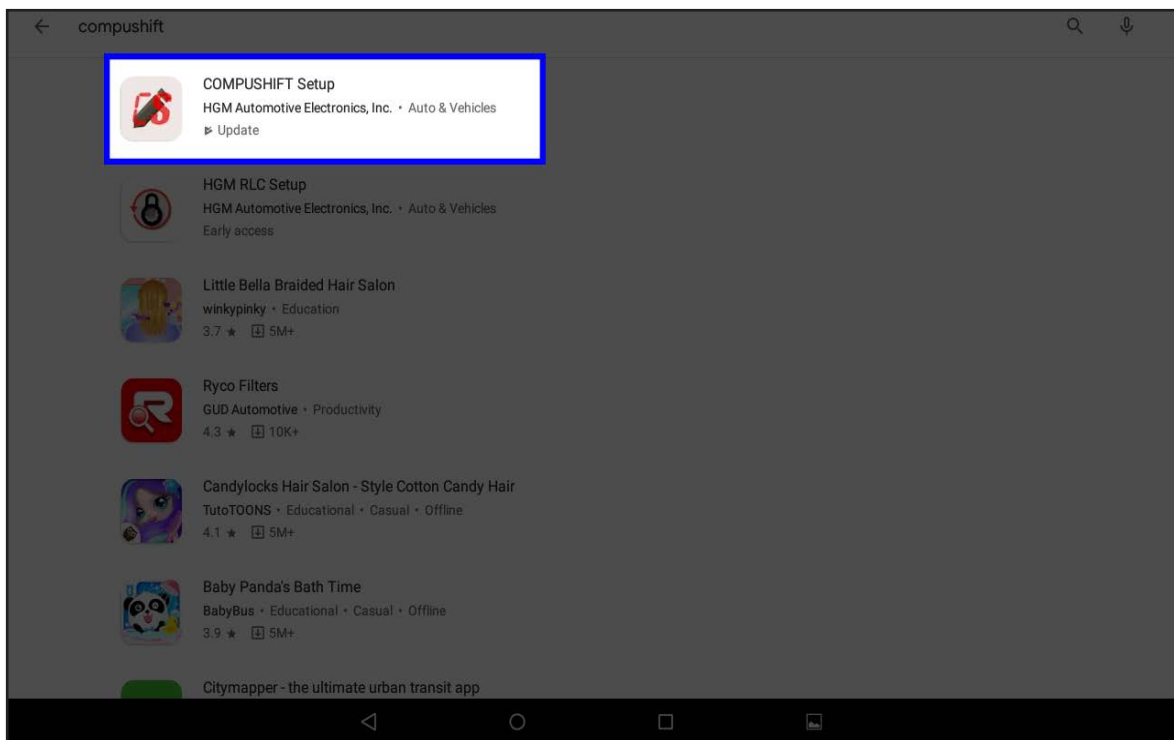 compushift
COMPUSHIFT Setup
HGM Automotive Electronics, Inc. • Auto & Vehicles
Update
HGM RLC Setup
HGM Automotive Electronics, Inc. • Auto & Vehicles
Early access
Little Bella Braided Hair Salon
winkypinky • Education
3.7 ★ 5M+
Ryco Filters
GUD Automotive • Productivity
4.3 ★ 10K+
Candylocks Hair Salon - Style Cotton Candy Hair
TutoTOONS • Educational • Casual • Offline
4.1 ★ 5M+
Baby Panda's Bath Time
BabyBus • Educational • Casual • Offline
3.9 ★ 5M+
Citymapper - the ultimate urban transit app